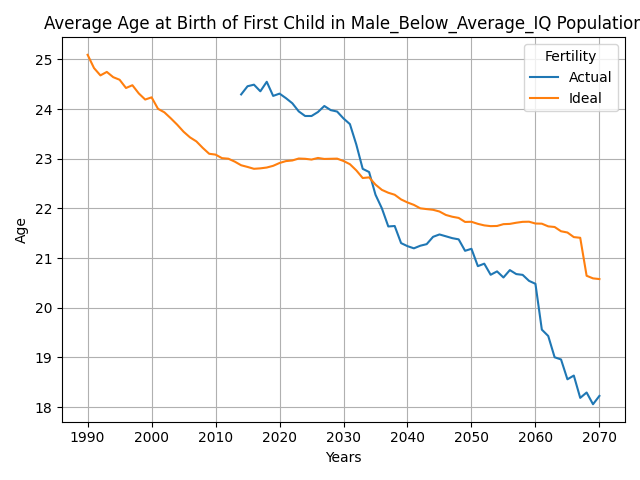 Average Age at Birth of First Child in Male_Below_Average_IQ Population
Fertility
Actual
Ideal
Age
25
24
23
22
21
20
19
18
1990 2000 2010 2020 2030 2040 2050 2060 2070
Years